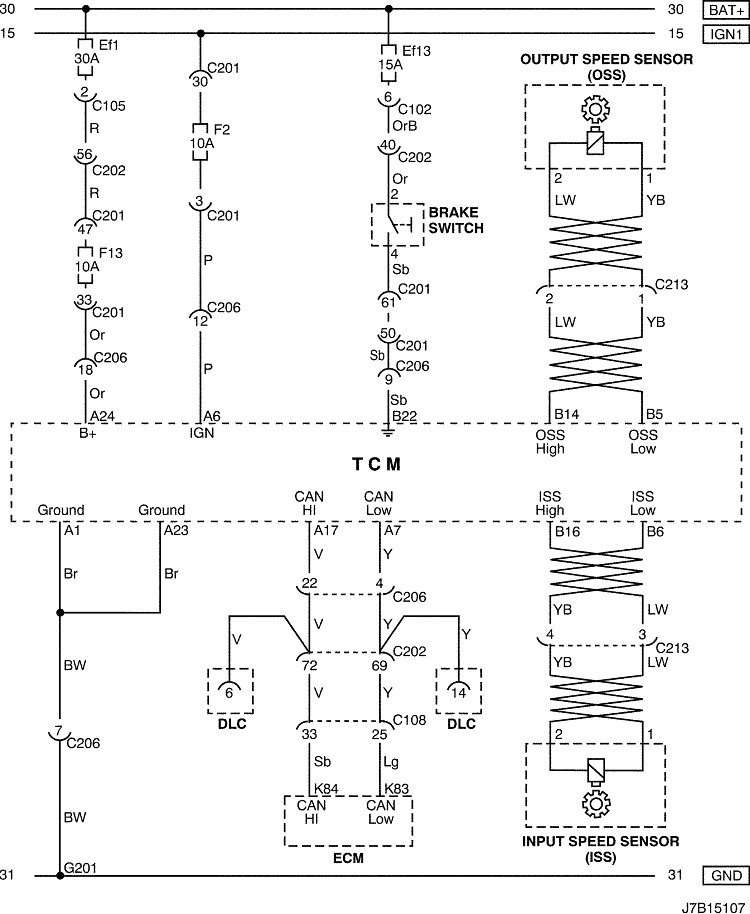 30 30 BAT+
15 15 IGN1
Ef1 Ef13
30A C201 15A OUTPUT SPEED SENSOR
30 (OSS)
2 6
C105 C102
R F2 OrB
10A
56 40
C202 C202
R Or 2 1
3 2 LW YB
C201 C201 BRAKE
47 SWITCH
F13 4
10A P Sb
33 C201 C213
C201 C206 61 2 1
Or 12 50 LW YB
C206 C201
18 P Sb C206
Or 9
Sb
A24 A6 B22 B14 B5
B+ IGN OSS OSS
High Low
TCM
CAN CAN ISS ISS
Ground Ground HI Low High Low
A1 A23 A17 A7 B16 B6
Br Br V Y
22 4
C206 YB LW
V V Y Y
BW C202 4 3
72 69 C213
6 14 YB LW
V Y
DLC DLC
7 C108 2 1
C206 33 25
Sb Lg
K84 K83
BW CAN CAN
HI Low
ECM INPUT SPEED SENSOR
(ISS)
31 G201 31 GND
J7B15107